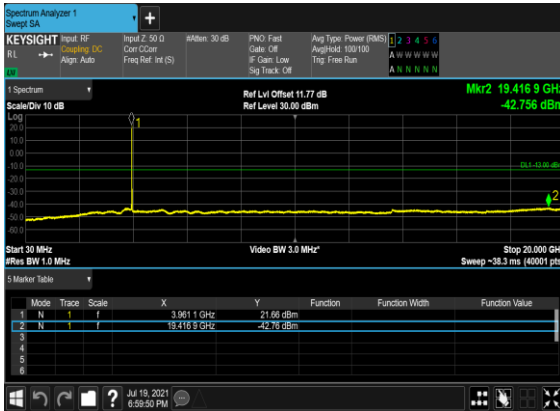 Spectrum Analyzer 1
Swept SA
KEYSIGHT
RL
Input: RF
Coupling: DC
Align: Auto
Input Z: 50 Ω
Corr CCorr
Freq Ref: Int (S)
#Atten: 30 dB
PNO: Fast
Gate: Off
IF Gain: Low
Sig Track: Off
Avg Type: Power (RMS)
Avg|Hold: 100/100
Trig: Free Run
1 2 3 4 5 6
A W W W W W
A N N N N N
1 Spectrum
Scale/Div 10 dB
Ref Lvl Offset 11.77 dB
Ref Level 30.00 dBm
Mkr2 19.416 9 GHz
-42.756 dBm
Log
20.0
10.0
0.00
-10.0
-20.0
-30.0
-40.0
-50.0
-60.0
1
DL1 -13.00 dBm
2
Start 30 MHz
#Res BW 1.0 MHz
Video BW 3.0 MHz*
Stop 20.000 GHz
Sweep ~38.3 ms (40001 pts)
5 Marker Table
Mode Trace Scale X Y Function Function Width Function Value
1 N 1 f 3.961 1 GHz 21.66 dBm
2 N 1 f 19.416 9 GHz -42.76 dBm
3
4
5
6
?
Jul 19, 2021
6:59:50 PM